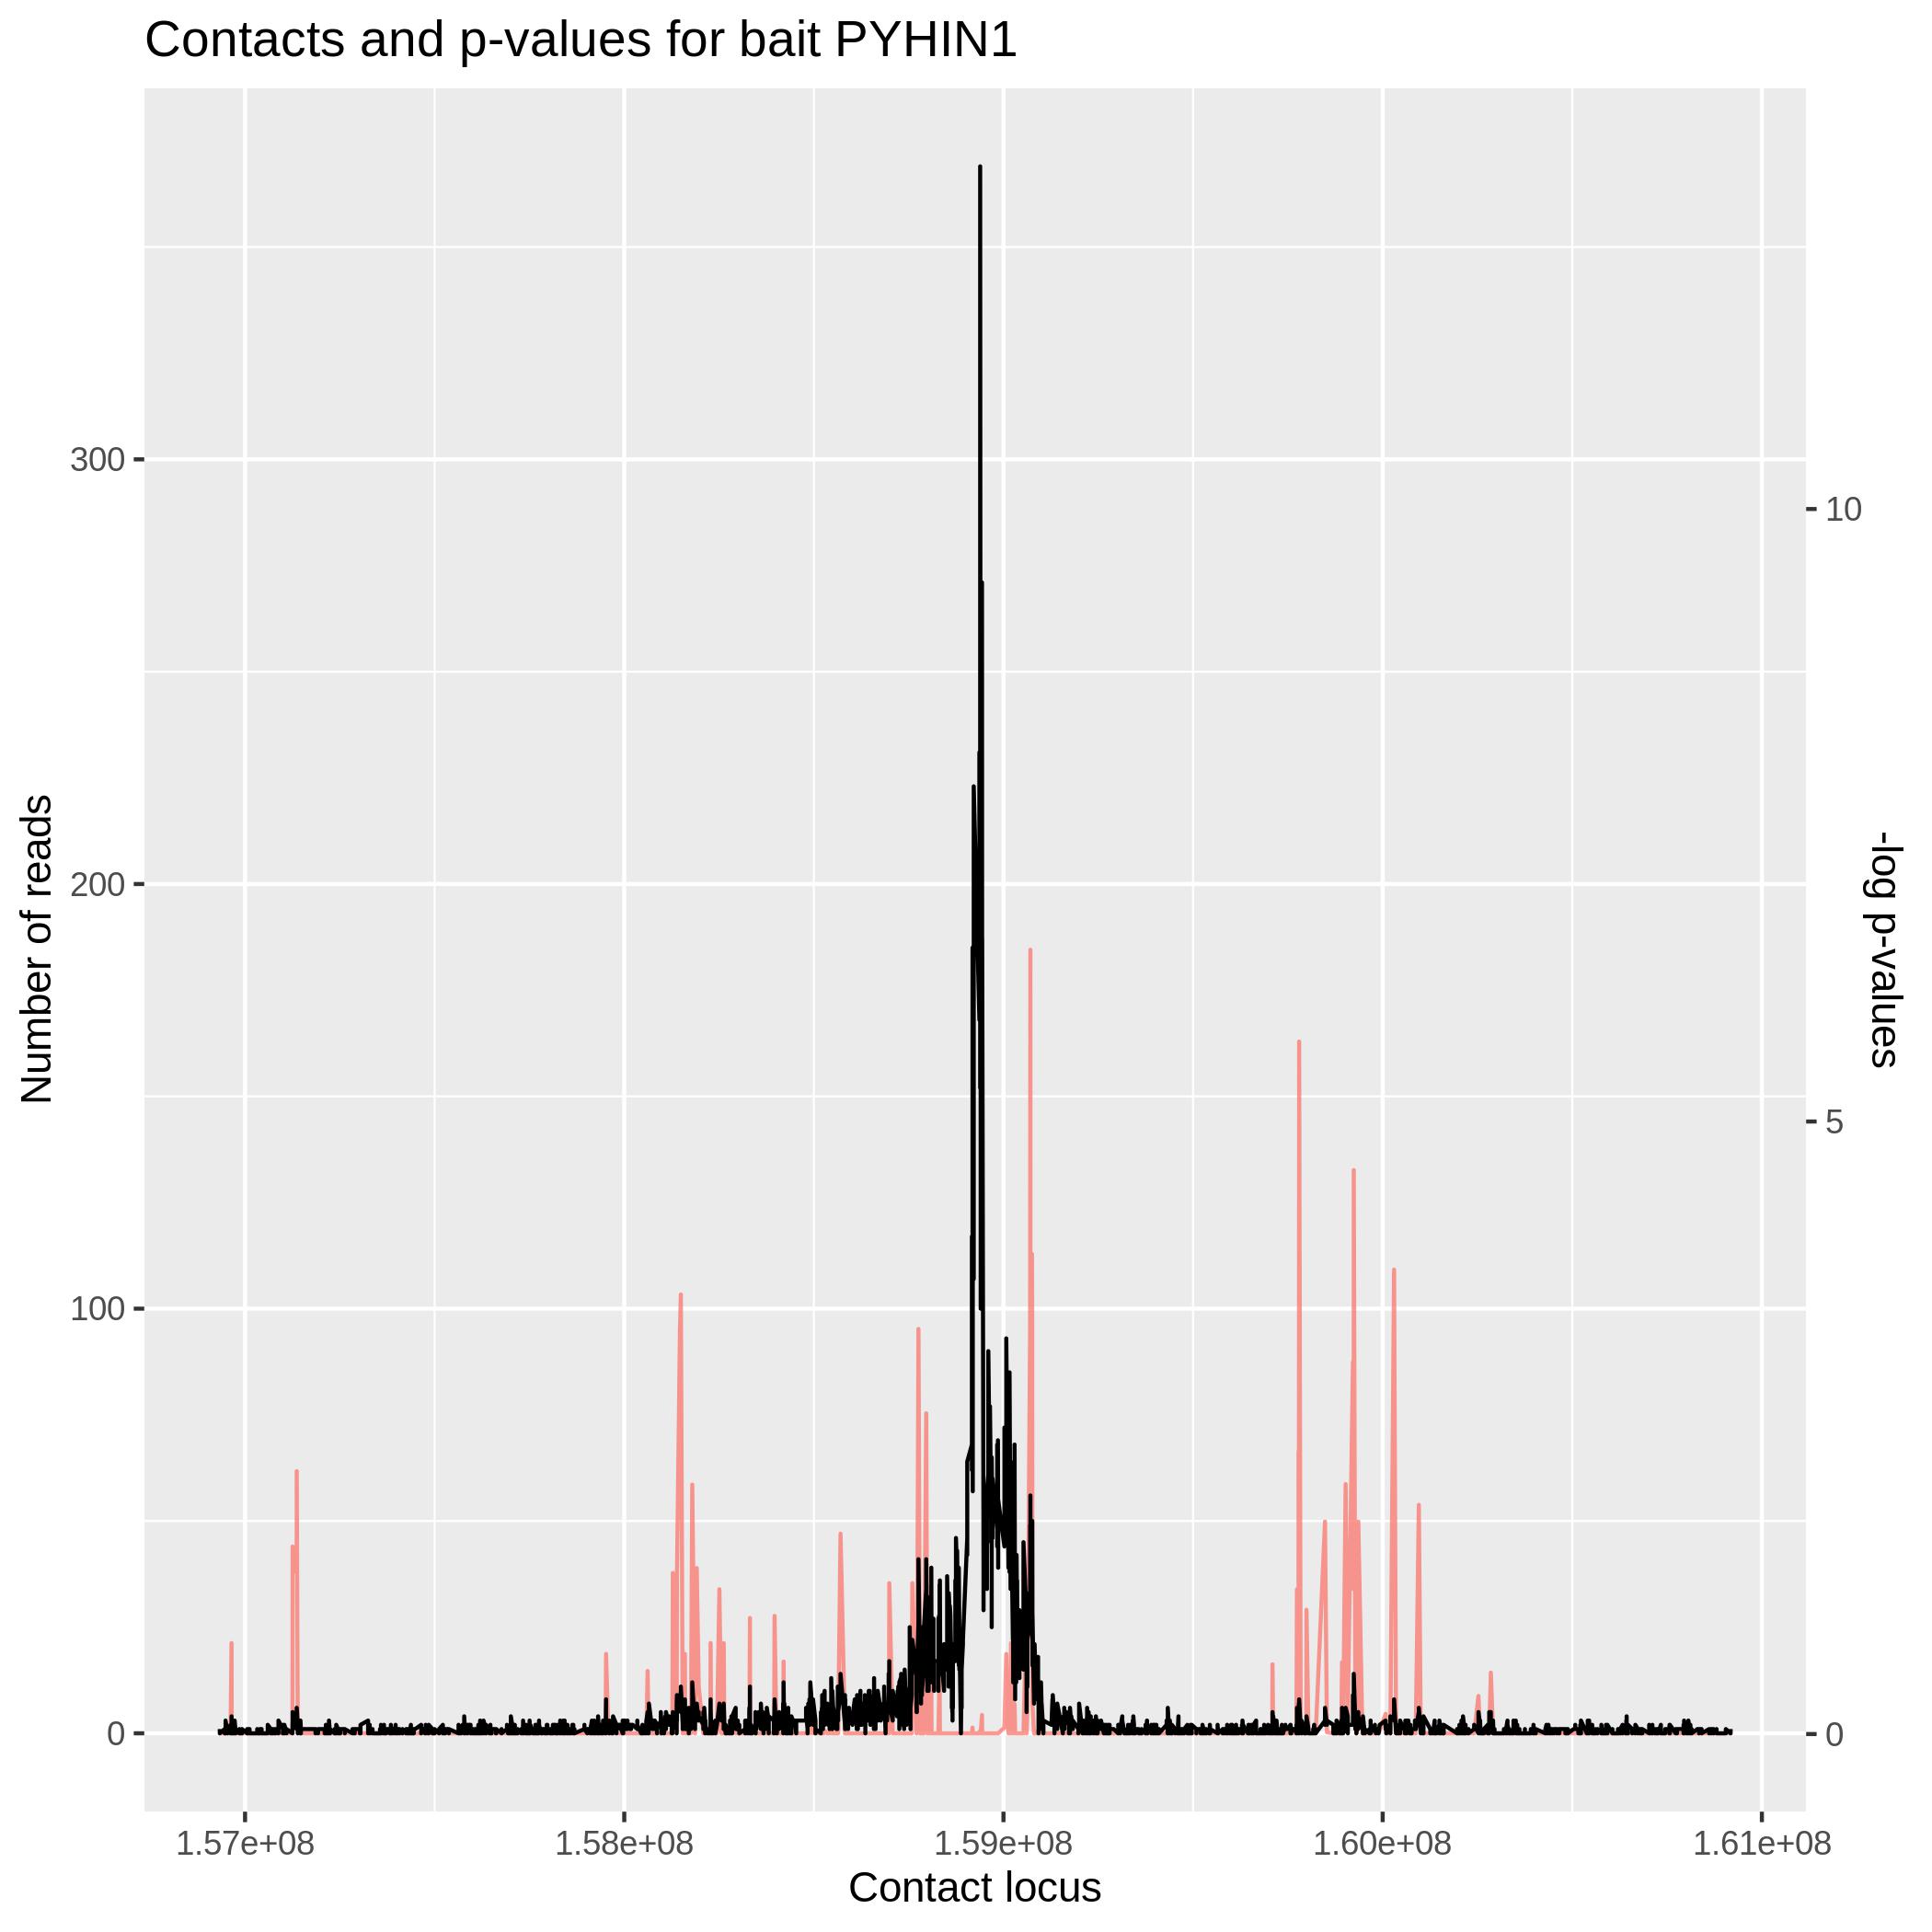 Contacts and p-values for bait PYHIN1
Number of reads
300
200
100
0
10
5
0
-log p-values
1.57e+08 1.58e+08 1.59e+08 1.60e+08 1.61e+08
Contact locus